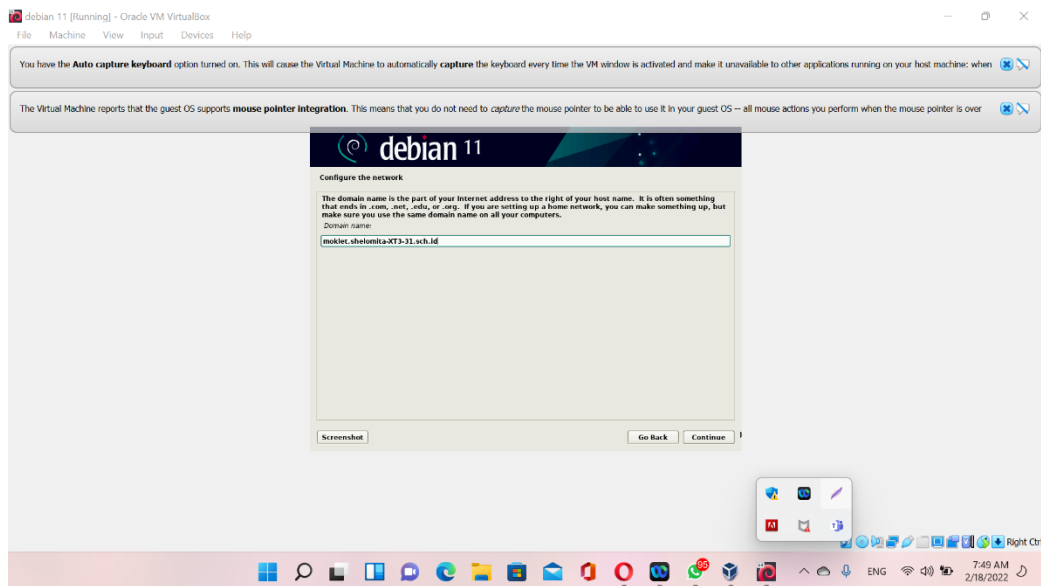 debian 11 [Running] - Oracle VM VirtualBox
File Machine View Input Devices Help
You have the Auto capture keyboard option turned on. This will cause the Virtual Machine to automatically capture the keyboard every time the VM window is activated and make it unavailable to other applications running on your host machine: when
The Virtual Machine reports that the guest OS supports mouse pointer integration. This means that you do not need to capture the mouse pointer to be able to use it in your guest OS -- all mouse actions you perform when the mouse pointer is over
debian 11
Configure the network
The domain name is the part of your Internet address to the right of your host name. It is often something
that ends in .com, .net, .edu, or .org. If you are setting up a home network, you can make something up, but
make sure you use the same domain name on all your computers.
Domain name:
moklet.shelomita-XT3-31.sch.id
Screenshot Go Back Continue
Right Ctr
95
ENG
7:49 AM
2/18/2022